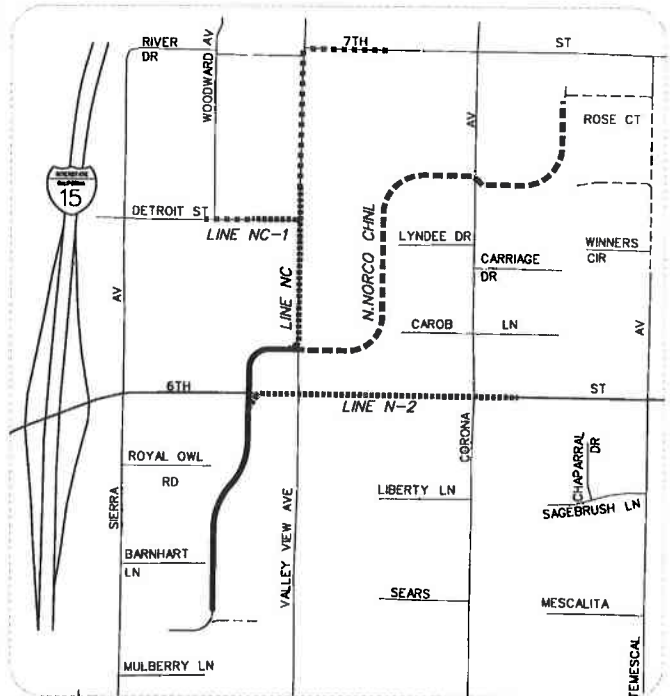 RIVER
DR
WOODWARD AV
7TH
ST
AV
ROSE CT
INTERSTATE
CALIFORNIA
15
DETROIT ST
LINE NC-1
LINE NC
N.NORCO CHNL
LYNDEE DR
CARRIAGE
DR
WINNERS
CIR
AV
CAROB
LN
AV
6TH
ST
LINE N-2
ROYAL OWL
RD
SIERRA
VALLEY VIEW AVE
CORONA
LIBERTY LN
CHAPARRAL
DR
SAGEBRUSH LN
BARNHART
LN
SEARS
MESCALITA
MULBERRY LN
TEMESCAL